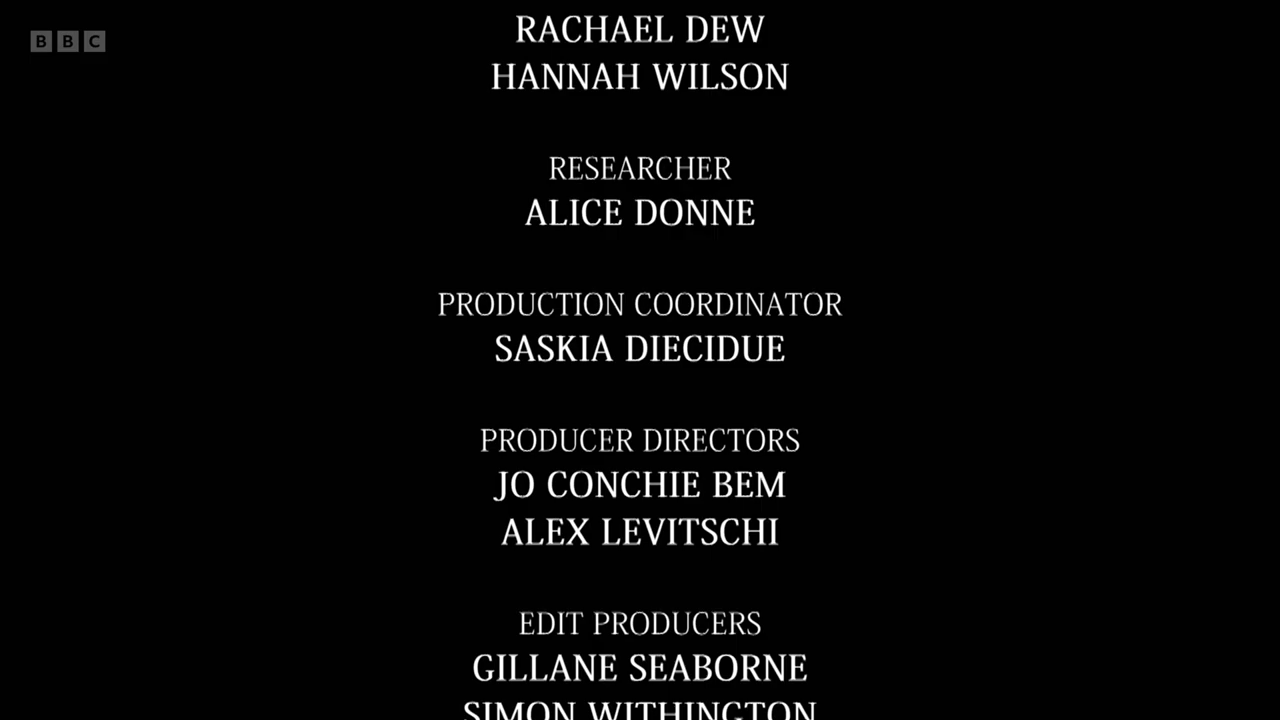 BBC
RACHAEL DEW
HANNAH WILSON
RESEARCHER
ALICE DONNE
PRODUCTION COORDINATOR
SASKIA DIECIDUE
PRODUCER DIRECTORS
JO CONCHIE BEM
ALEX LEVITSCHI
EDIT PRODUCERS
GILLANE SEABORNE
SIMON WITHINGTON